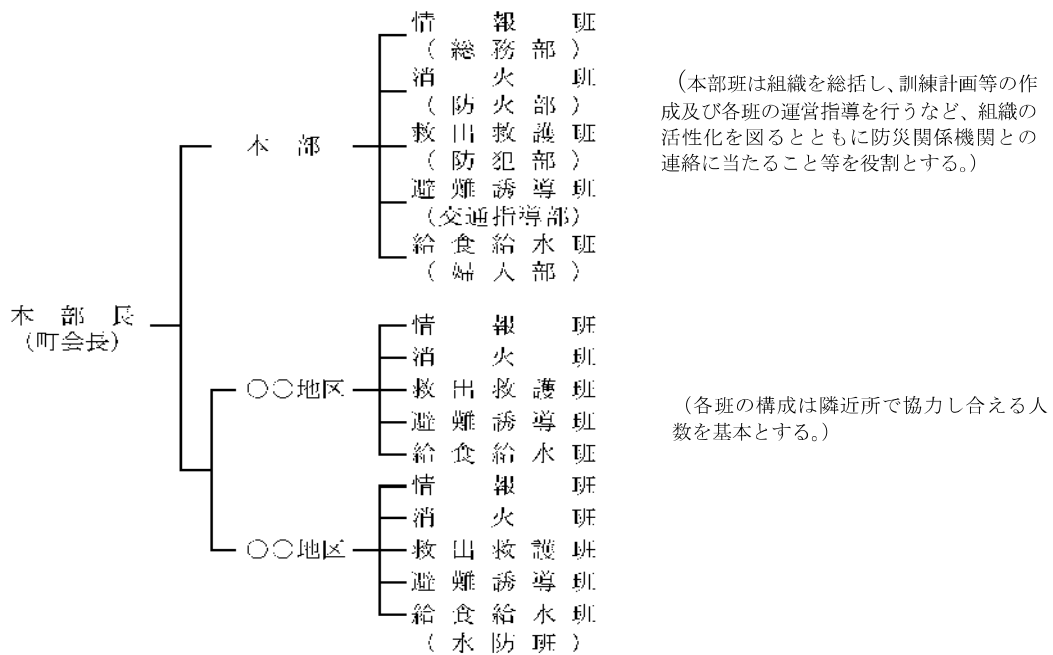 情報班
(総務部)
消火班
(防火部)
救出救護班
(防犯部)
避難誘導班
(交通指導部)
給食給水班
(婦人部)
本部
(本部班は組織を総括し、訓練計画等の作
成及び各班の運営指導を行うなど、組織の
活性化を図るとともに防災関係機関との
連絡に当たること等を役割とする。)
本部長
(町会長)
〇〇地区
情報班
消火班
救出救護班
避難誘導班
給食給水班
(各班の構成は隣近所で協力し合える人
数を基本とする。)
〇〇地区
情報班
消火班
救出救護班
避難誘導班
給食給水班
(水防班)